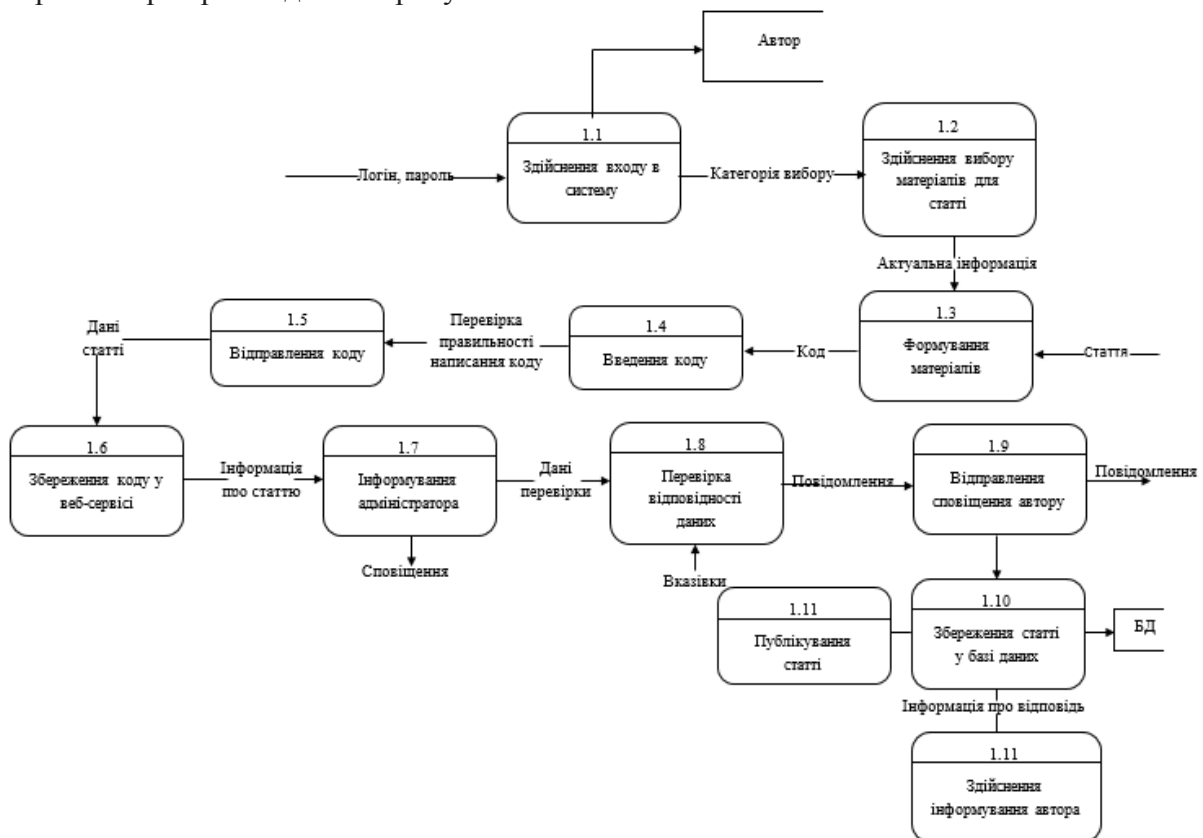 Автор
1.1
Здійснення входу в
систему
Логін, пароль
Категорія вибору
1.2
Здійснення вибору
матеріалів для
статті
Актуальна інформація
1.3
Формування
матеріалів
Стаття
Код
1.4
Введення коду
Перевірка
правильності
написання коду
1.5
Відправлення коду
Дані
статті
1.6
Збереження коду у
веб-сервісі
Інформація
про статтю
1.7
Інформування
адміністратора
Сповіщення
Дані
перевірки
1.8
Перевірка
відповідності
даних
Вказівки
Повідомлення
1.9
Відправлення
сповіщення автору
Повідомлення
1.11
Публікування
статті
1.10
Збереження статті
у базі даних
БД
Інформація про відповідь
1.11
Здійснення
інформування автора